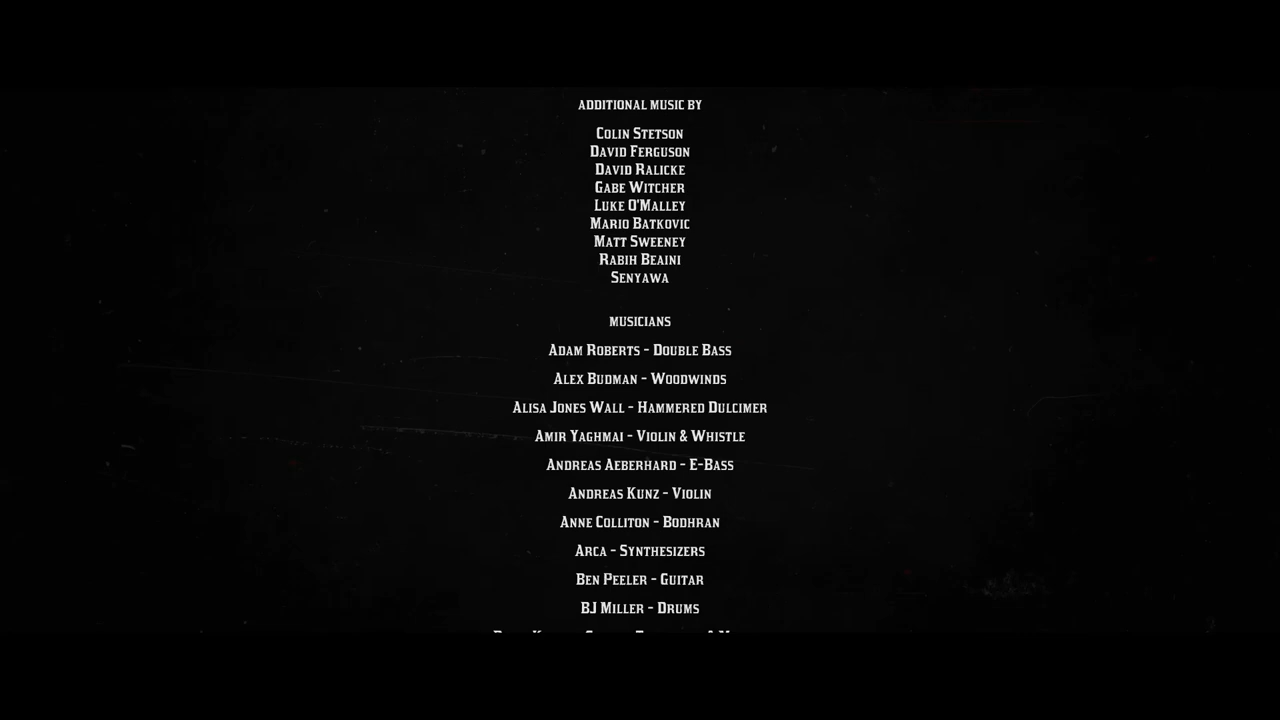 ADDITIONAL MUSIC BY
COLIN STETSON
DAVID FERGUSON
DAVID RALICKE
GABE WITCHER
LUKE O'MALLEY
MARIO BATKOVIC
MATT SWEENEY
RABIH BEAINI
SENYAWA
MUSICIANS
ADAM ROBERTS - DOUBLE BASS
ALEX BUDMAN - WOODWINDS
ALISA JONES WALL - HAMMERED DULCIMER
AMIR YAGHMAI - VIOLIN & WHISTLE
ANDREAS AEBERHARD - E-BASS
ANDREAS KUNZ - VIOLIN
ANNE COLLITON - BODHRAN
ARCA - SYNTHESIZERS
BEN PEELER - GUITAR
BJ MILLER - DRUMS